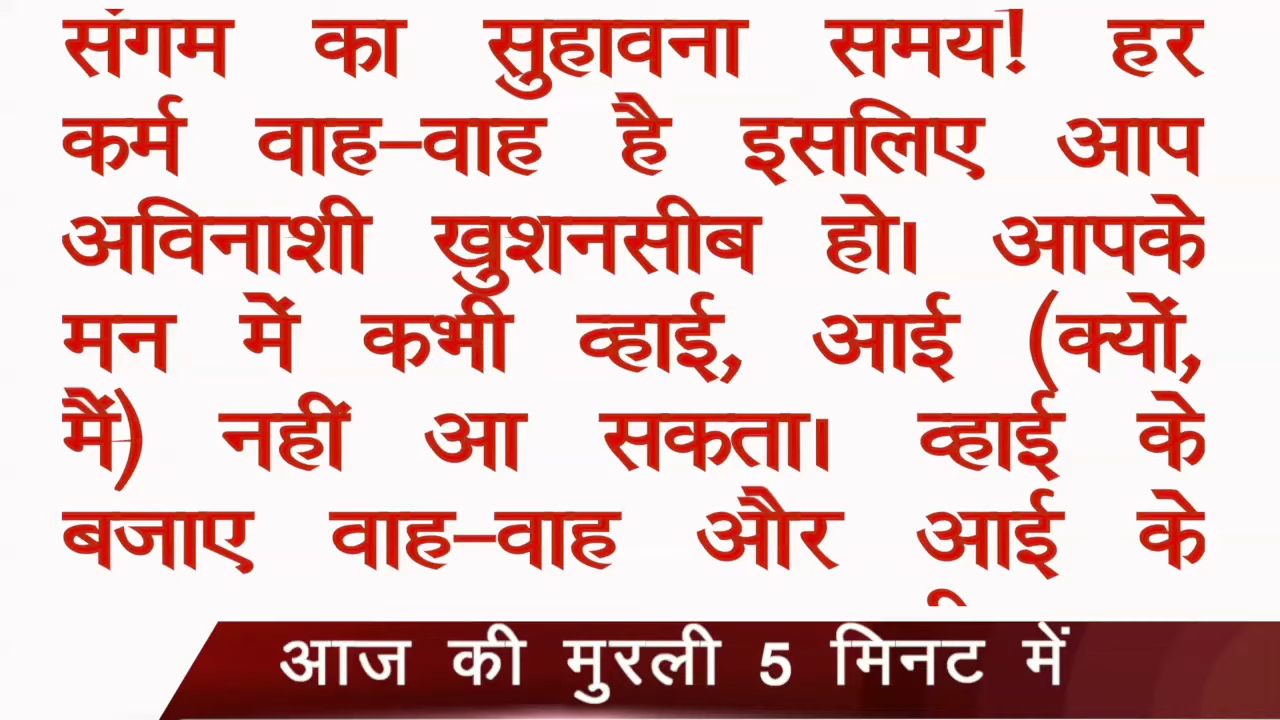 संगम का सुहावना समय! हर
कर्म वाह–वाह है इसलिए आप
अविनाशी खुशनसीब हो। आपके
मन में कभी व्हाई, आई (क्यों,
मैं) नहीं आ सकता। व्हाई के
बजाए वाह–वाह और आई के
आज की मुरली 5 मिनट में